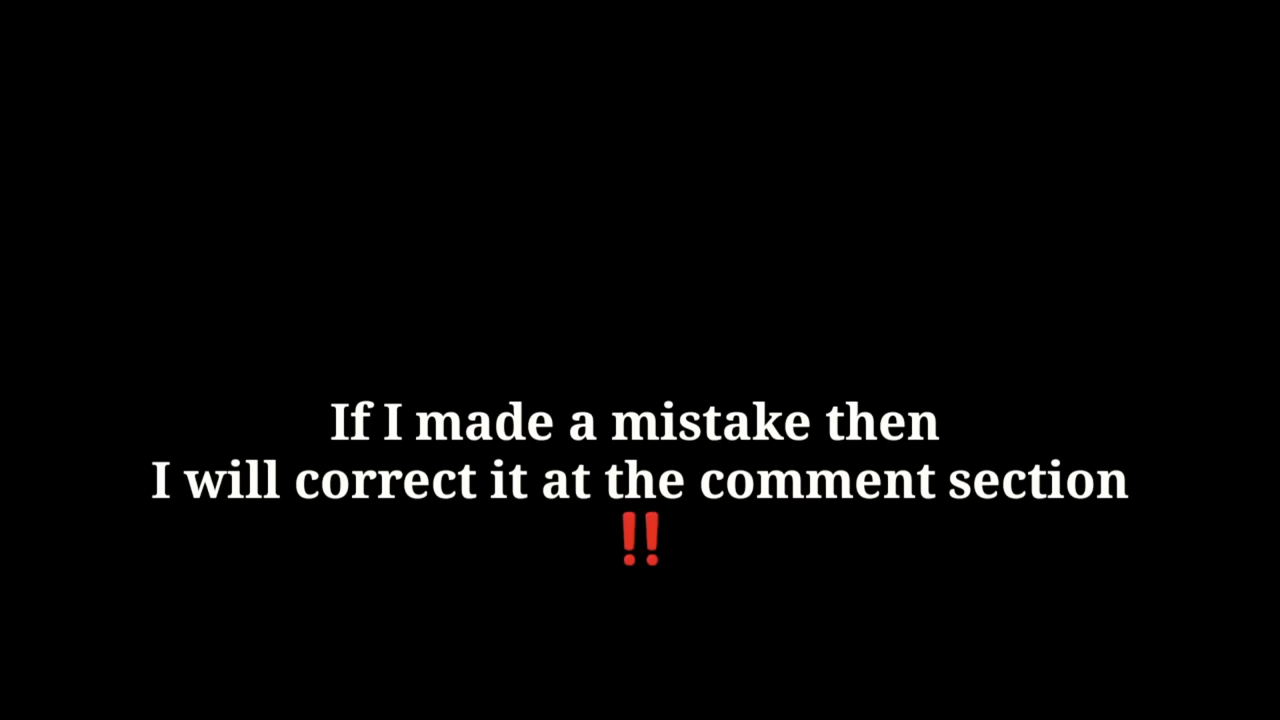 If I made a mistake then
I will correct it at the comment section
‼️